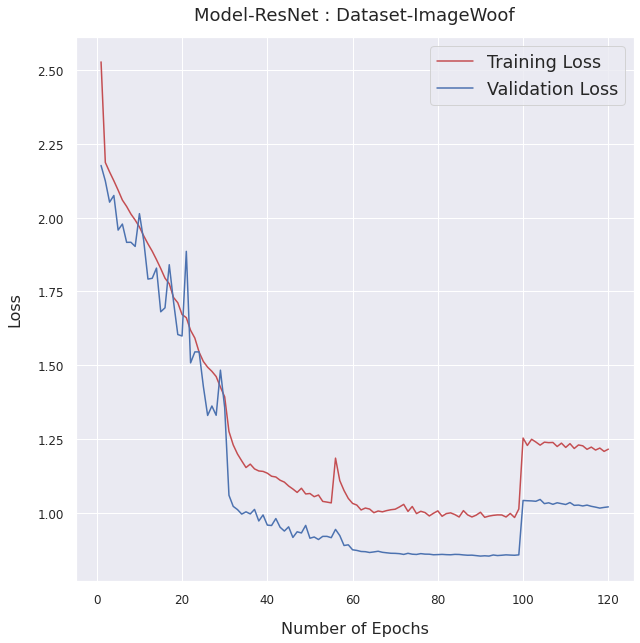 Model-ResNet : Dataset-ImageWoof
Training Loss
Validation Loss
2.50
2.25
2.00
1.75
1.50
1.25
1.00
Loss
0 20 40 60 80 100 120
Number of Epochs